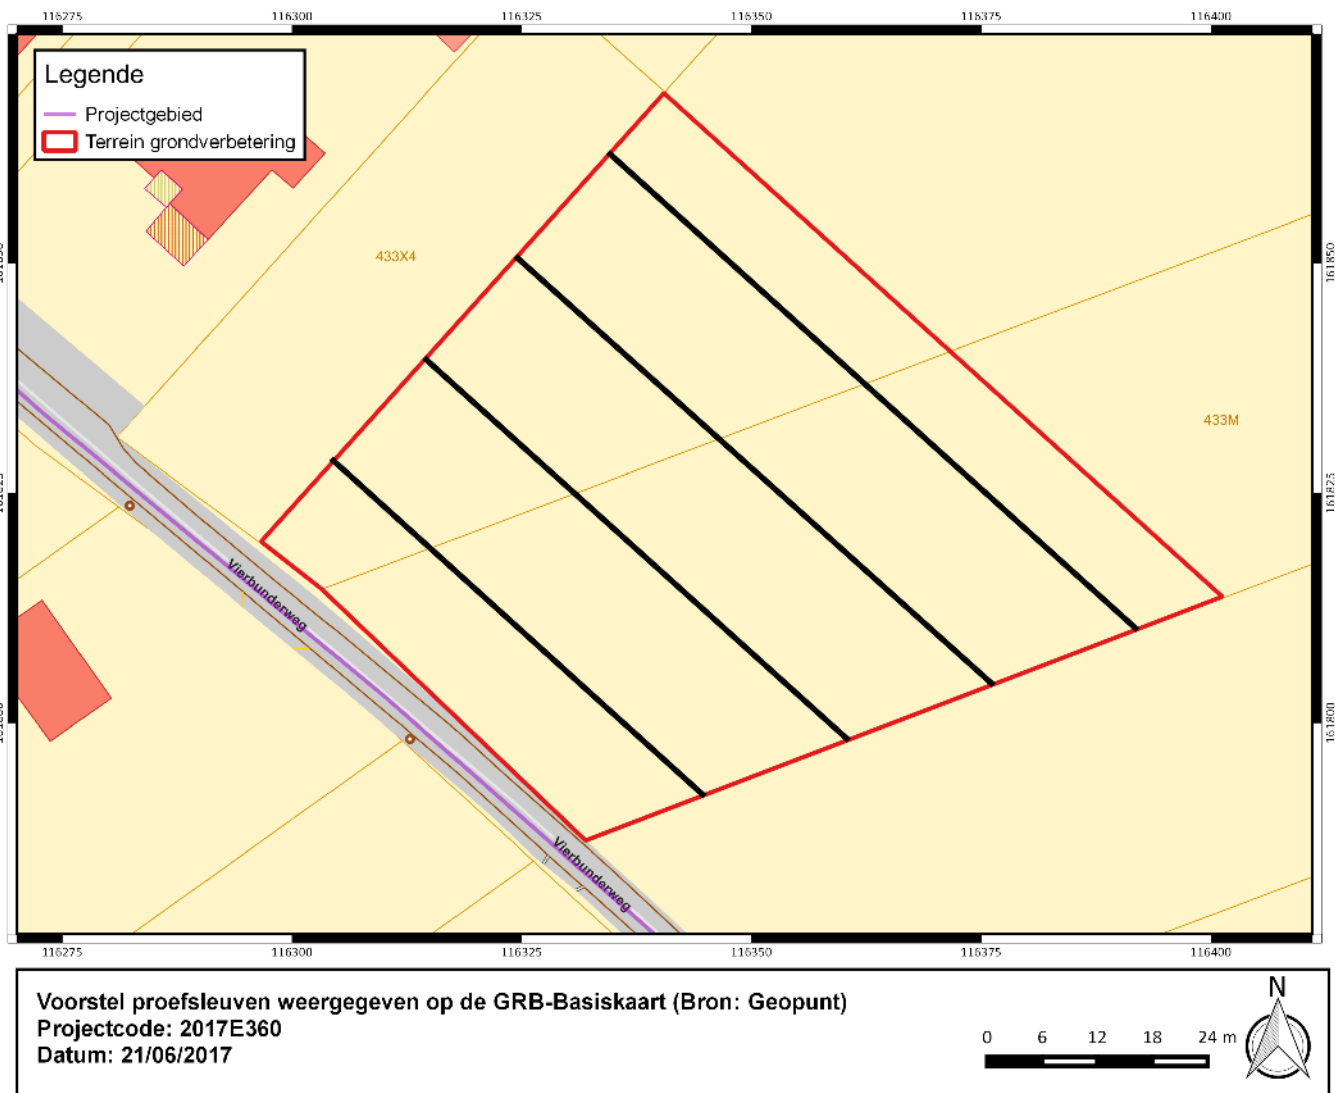 116275 116300 116325 116350 116375 116400
Legende
Projectgebied
Terrein grondverbetering
433X4
161850
433M
161825
Vierbunderweg
161800
Vierbunderweg
116275 116300 116325 116350 116375 116400
Voorstel proefsleuven weergegeven op de GRB-Basiskaart (Bron: Geopunt)
Projectcode: 2017E360
Datum: 21/06/2017
0 6 12 18 24 m
N